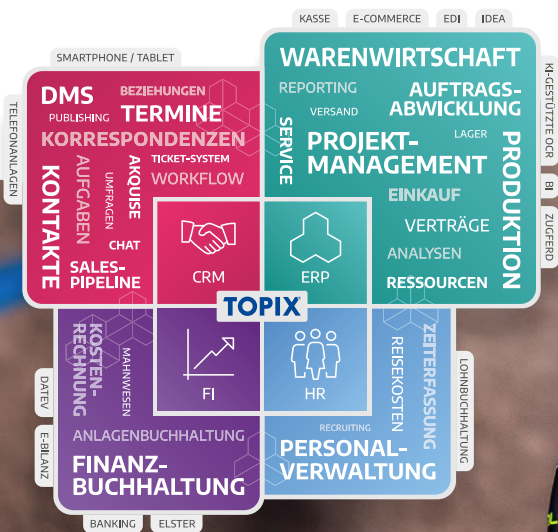 KASSE
E-COMMERCE
EDI
IDEA
SMARTPHONE / TABLET
TELEFONANLAGEN
DMS
BEZIEHUNGEN
PUBLISHING
TERMINE
KORRESPONDENZEN
KONTAKTE
AUFGABEN
UMFRAGEN
AKQUISE
TICKET-SYSTEM
WORKFLOW
CHAT
SALES-
PIPELINE
CRM
WARENWIRTSCHAFT
REPORTING
AUFTRAGS-
ABWICKLUNG
VERSAND
SERVICE
LAGER
PROJEKT-
MANAGEMENT
PRODUKTION
EINKAUF
VERTRÄGE
ANALYSEN
RESSOURCEN
ERP
KI-GESTÜTZTE OCR
BI
ZUGFERD
TOPIX®
KOSTEN-
RECHNUNG
MAHNWESEN
FI
ANLAGENBUCHHALTUNG
FINANZ-
BUCHHALTUNG
DATEV
E-BILANZ
BANKING
ELSTER
HR
REISEKOSTEN
ZEITERFASSUNG
RECRUITING
PERSONAL-
VERWALTUNG
LOHNBUCHHALTUNG